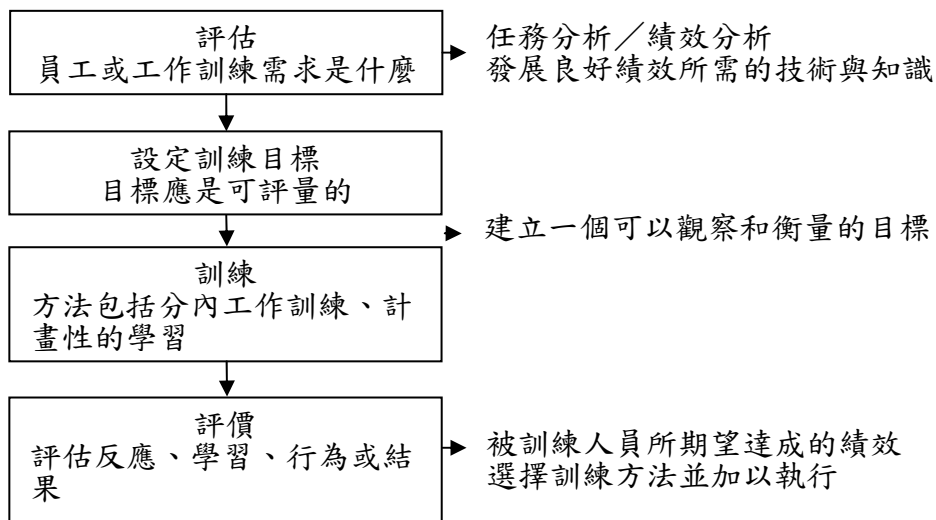 評估
員工或工作訓練需求是什麼
任務分析／績效分析
發展良好績效所需的技術與知識
設定訓練目標
目標應是可評量的
建立一個可以觀察和衡量的目標
訓練
方法包括分內工作訓練、計
畫性的學習
評價
評估反應、學習、行為或結
果
被訓練人員所期望達成的績效
選擇訓練方法並加以執行